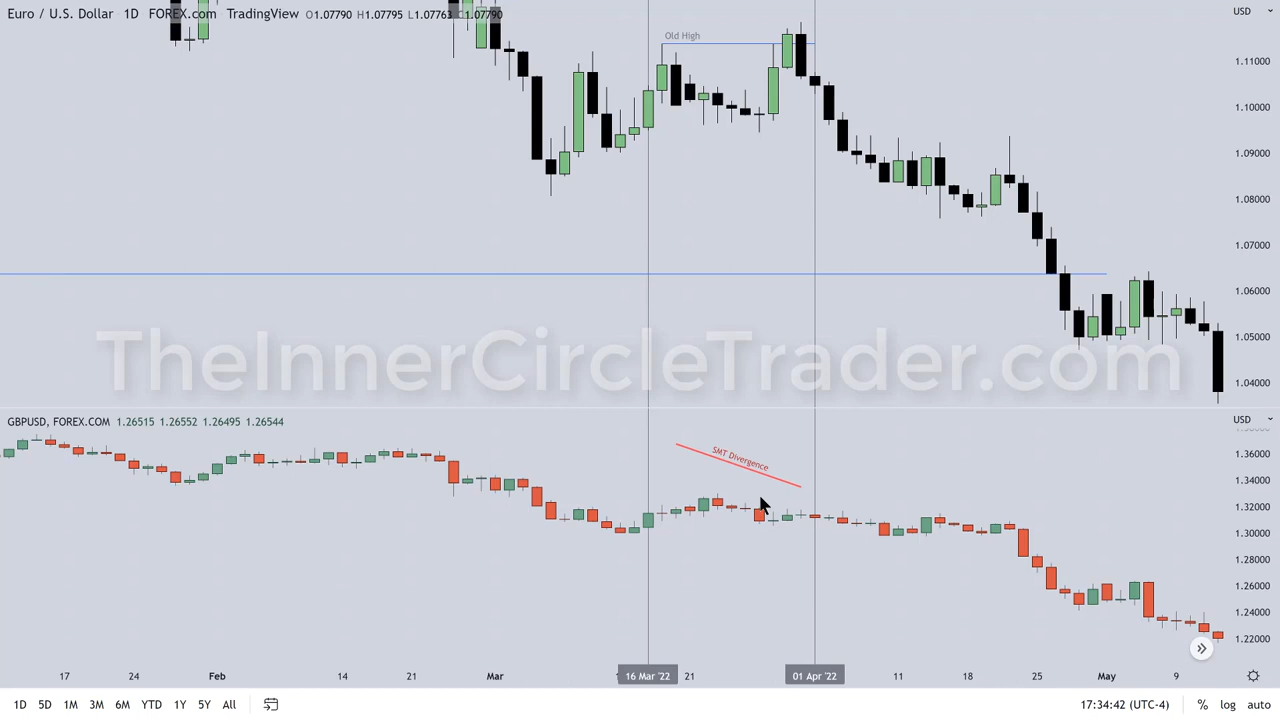 Euro / U.S. Dollar 1D FOREX.com TradingView O1.07790 H1.07795 L1.07763 C1.07790
USD
Old High
1.11000
1.10000
1.09000
1.08000
1.07000
1.06000
1.05000
1.04000
TheInnerCircleTrader.com
GBPUSD, FOREX.COM 1.26515 1.26552 1.26495 1.26544
USD
SMT Divergence
1.36000
1.34000
1.32000
1.30000
1.28000
1.26000
1.24000
1.22000
17 24 Feb 14 21 Mar 16 Mar '22 21 01 Apr '22 11 18 25 May 9
1D 5D 1M 3M 6M YTD 1Y 5Y All 17:34:42 (UTC-4) % log auto